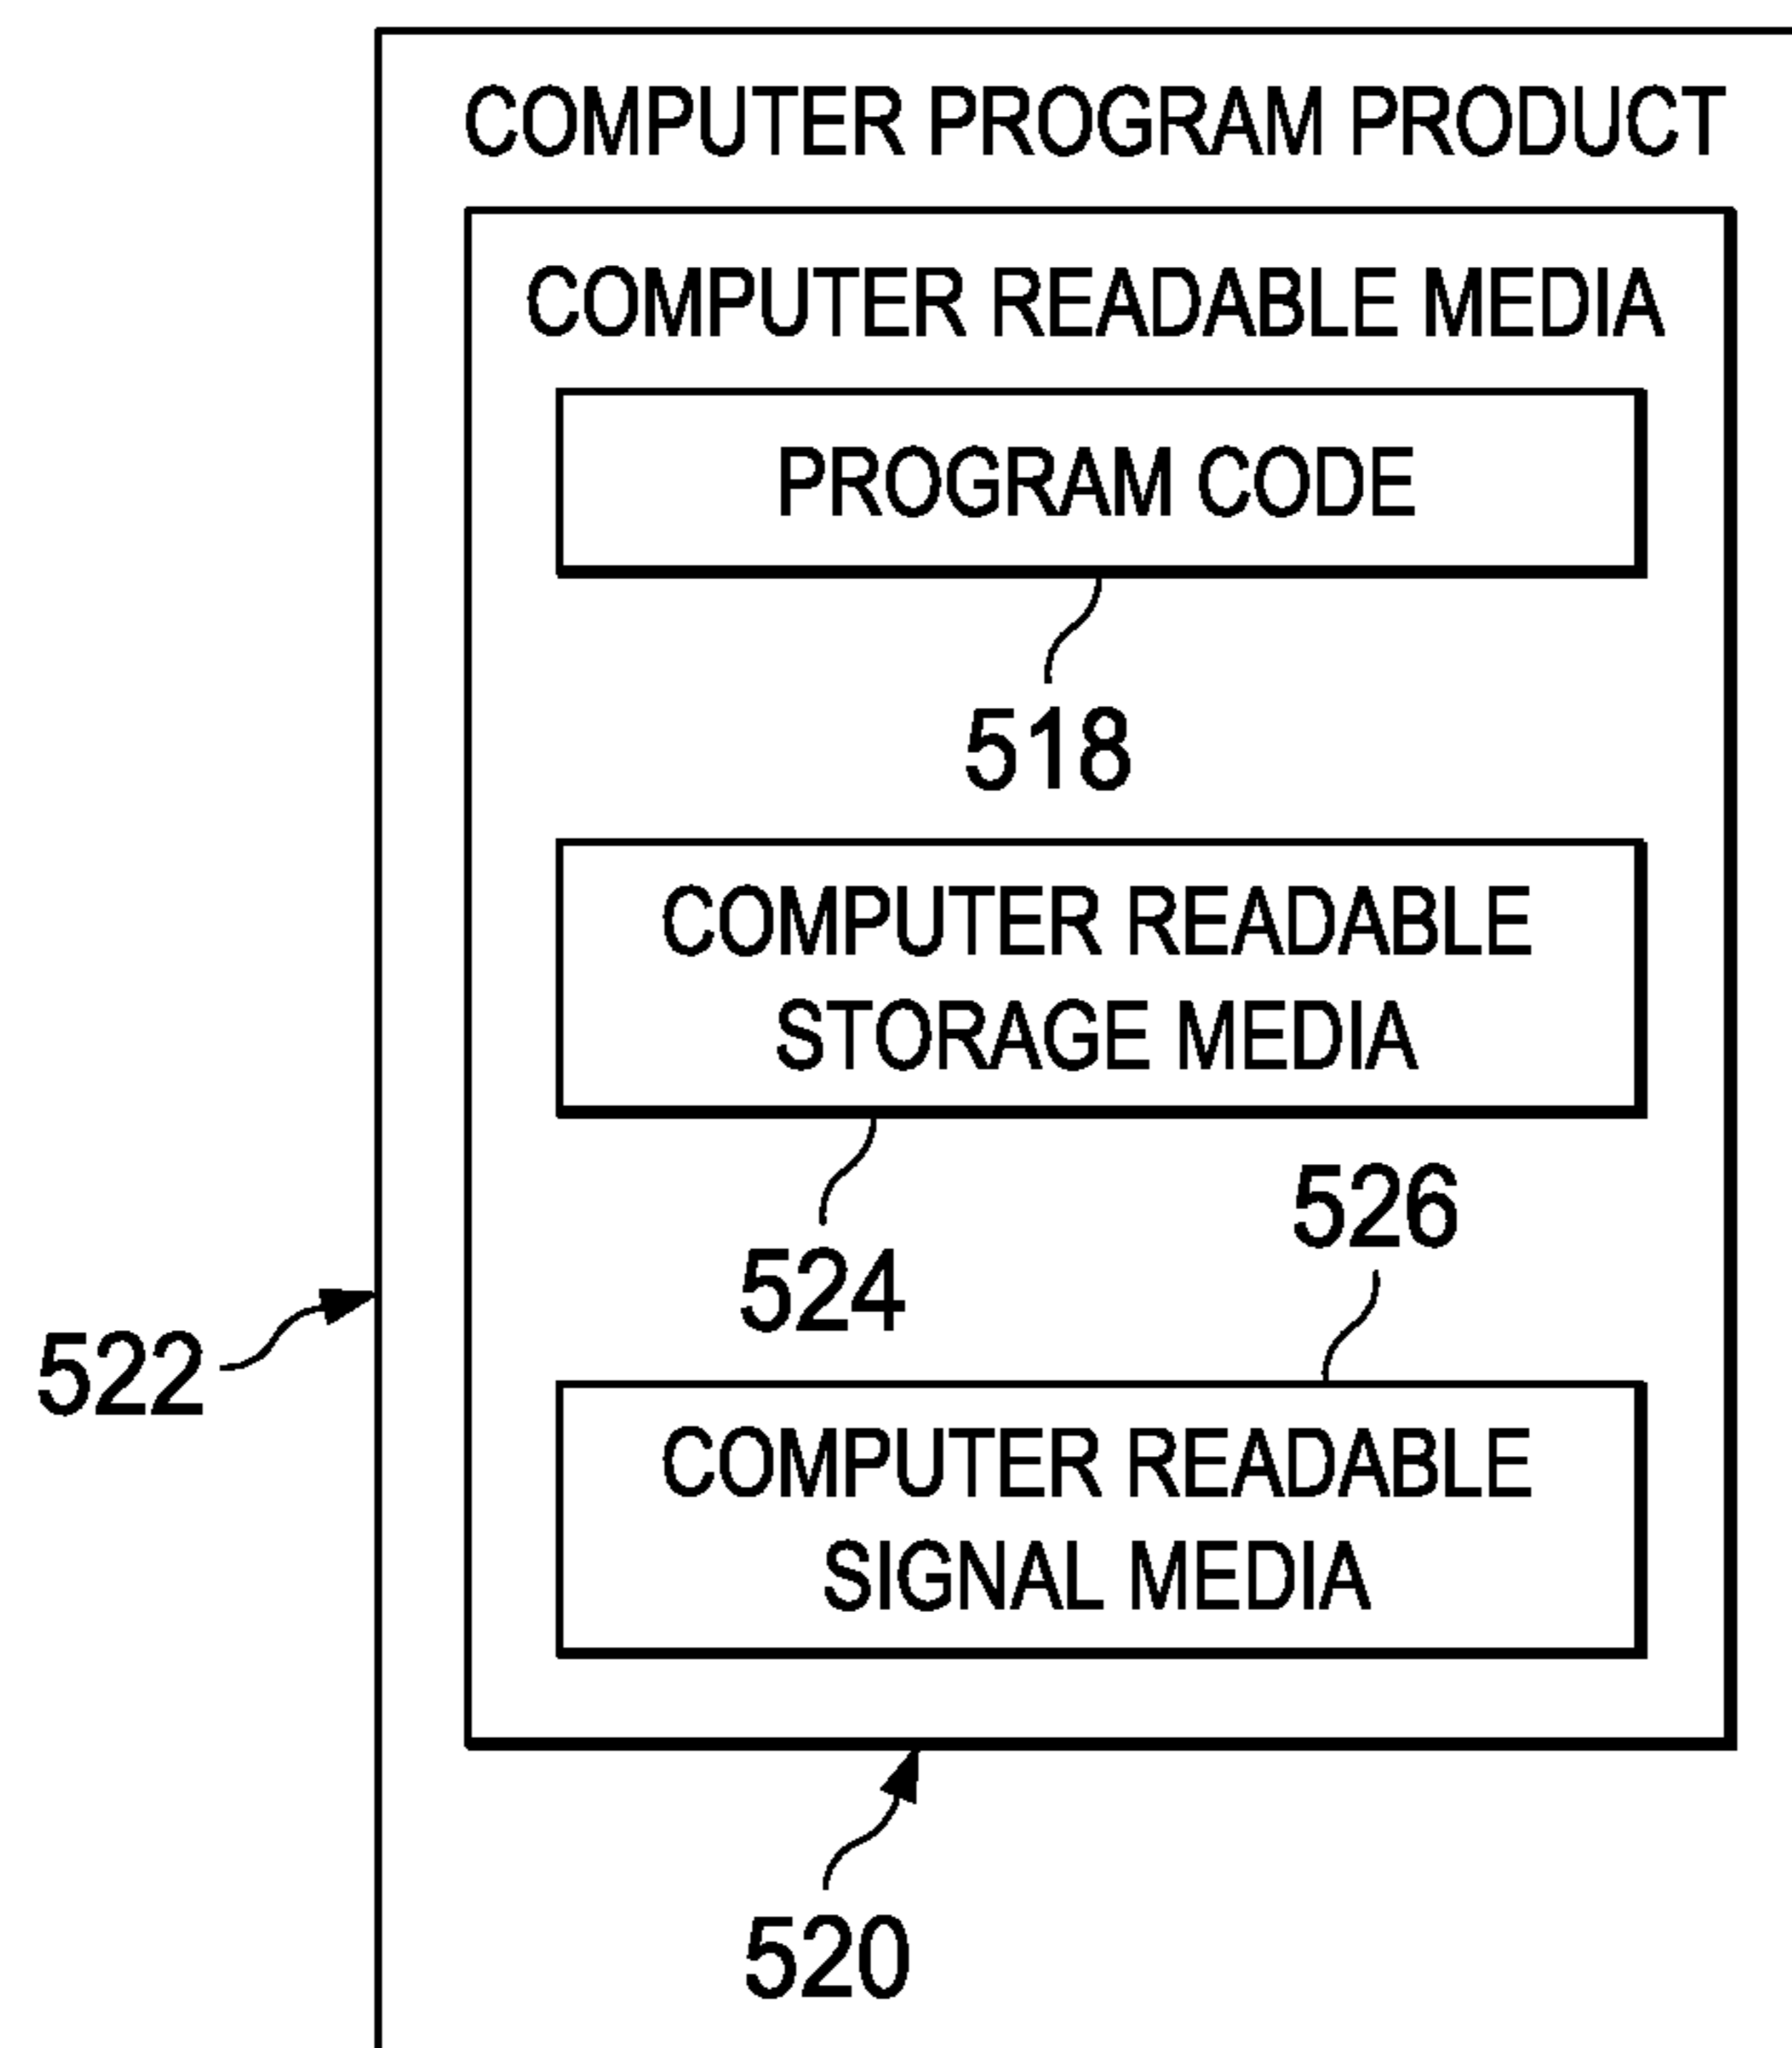 COMPUTER PROGRAM PRODUCT
COMPUTER READABLE MEDIA
PROGRAM CODE
518
COMPUTER READABLE
STORAGE MEDIA
524
526
522
COMPUTER READABLE
SIGNAL MEDIA
520